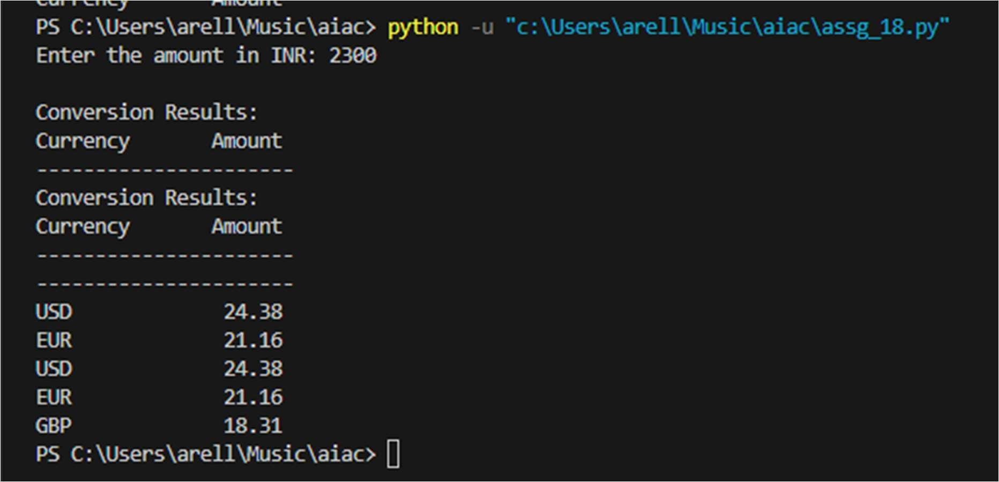 Currency       Amount
PS C:\Users\arell\Music\aiac> python -u "c:\Users\arell\Music\aiac\assg_18.py"
Enter the amount in INR: 2300
Conversion Results:
Currency       Amount
----------------------
Conversion Results:
Currency       Amount
----------------------
----------------------
USD             24.38
EUR             21.16
USD             24.38
EUR             21.16
GBP             18.31
PS C:\Users\arell\Music\aiac>